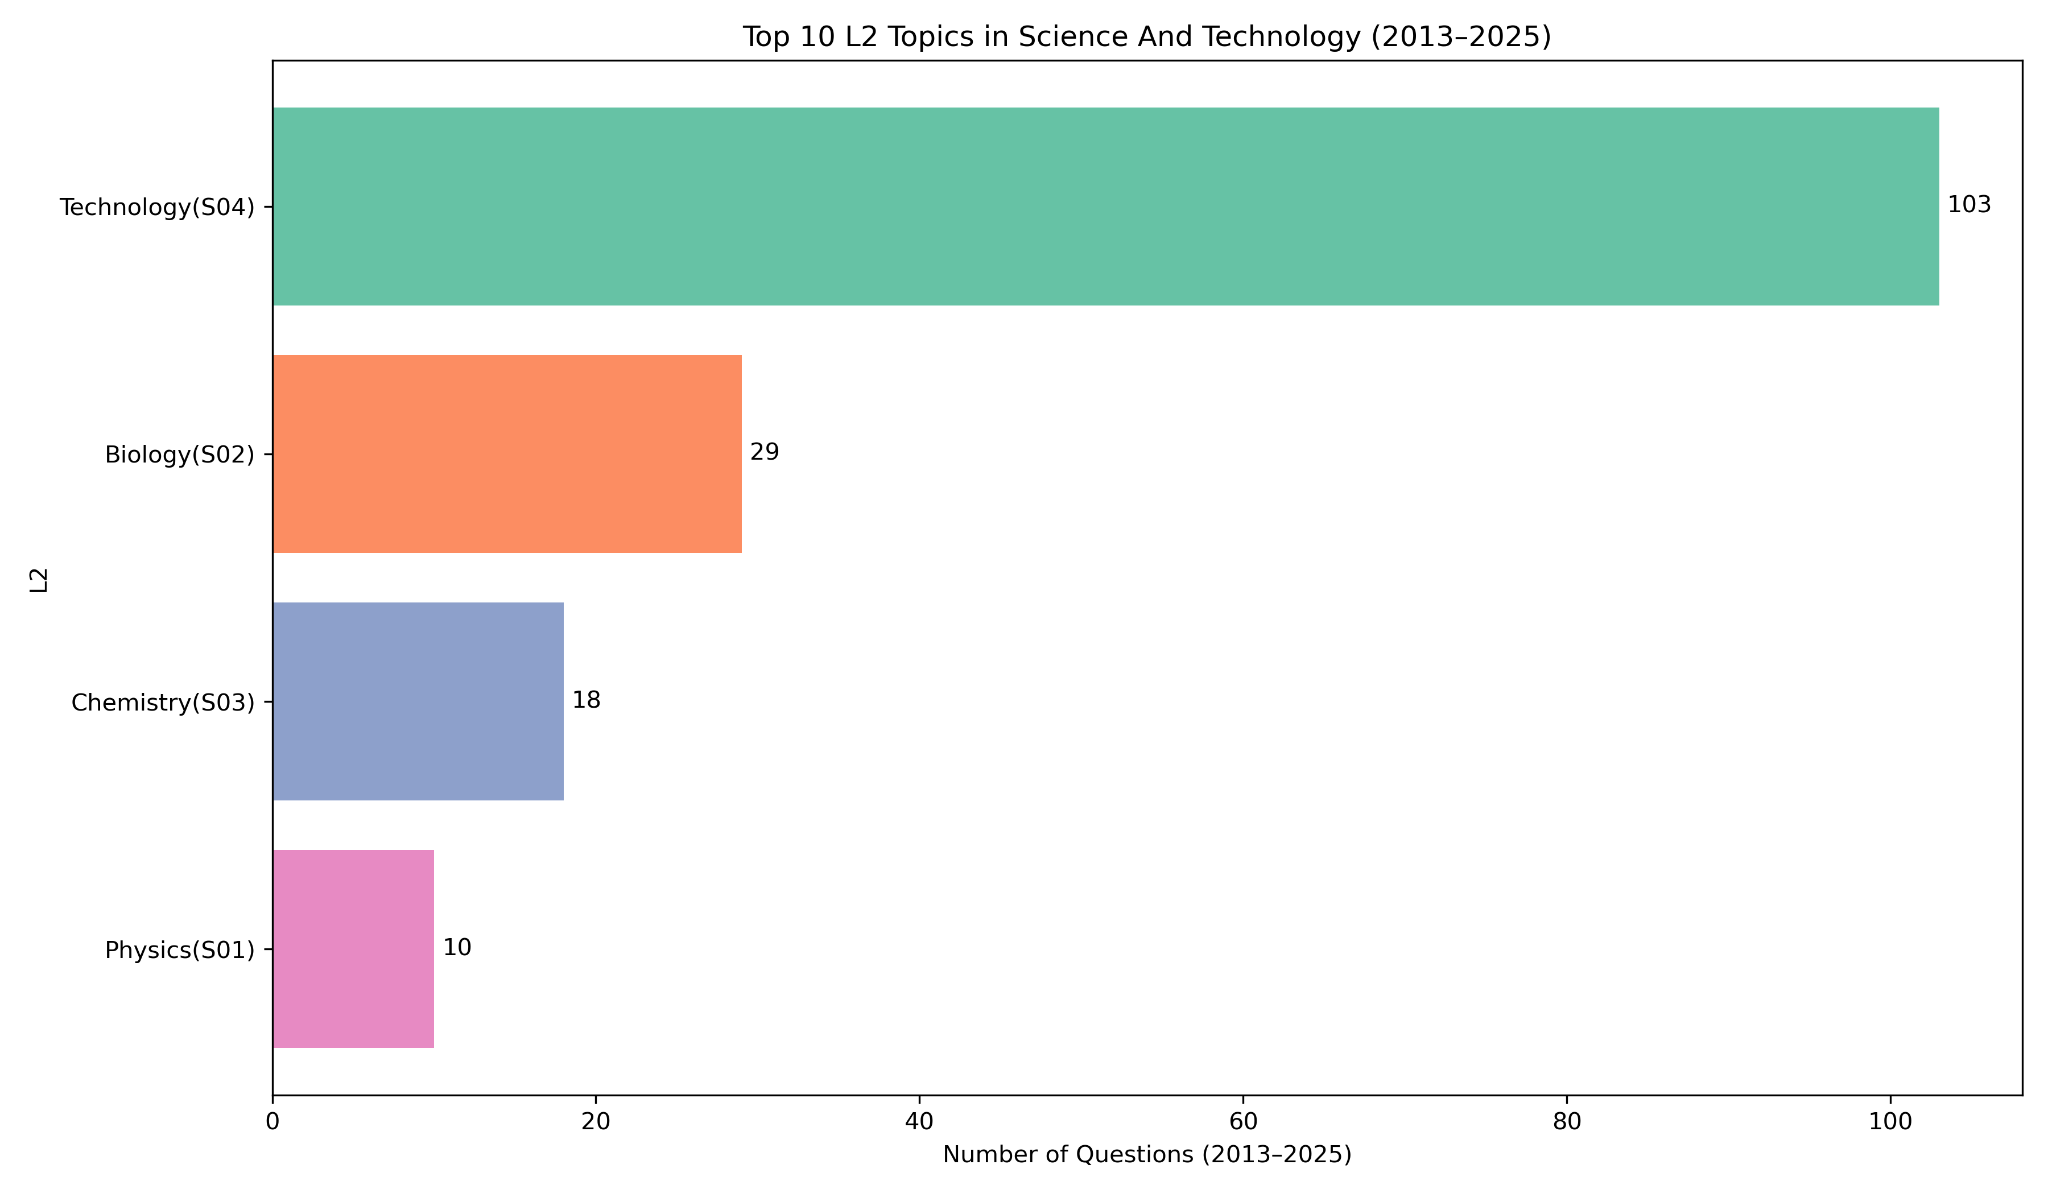 Top 10 L2 Topics in Science And Technology (2013–2025)
Technology(S04)
103
Biology(S02)
29
L2
Chemistry(S03)
18
Physics(S01)
10
0 20 40 60 80 100
Number of Questions (2013–2025)